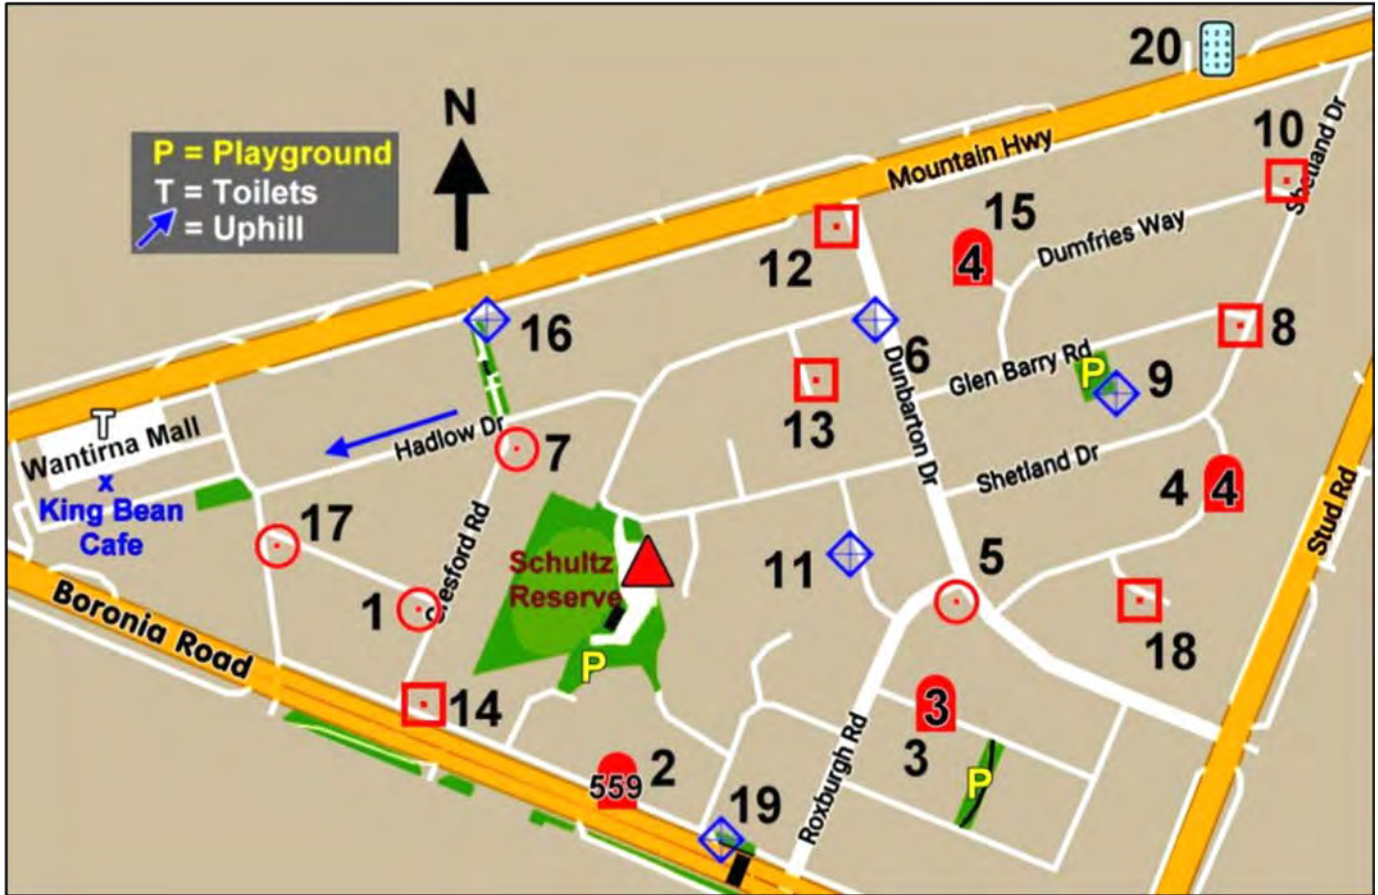 20
N
P = Playground
T = Toilets
= Uphill
Mountain Hwy
10
Shetland Dr
15
4
Dumfries Way
12
16
6
8
Dunbarton Dr
Glen Barry Rd
P
9
T
Wantirna Mall
x
King Bean
Cafe
Hadlow Dr
7
13
Shetland Dr
4
4
Stud Rd
17
Clesford Rd
Schultz
Reserve
11
5
1
Boronia Road
P
14
18
3
3
559
2
Roxburgh Rd
P
19